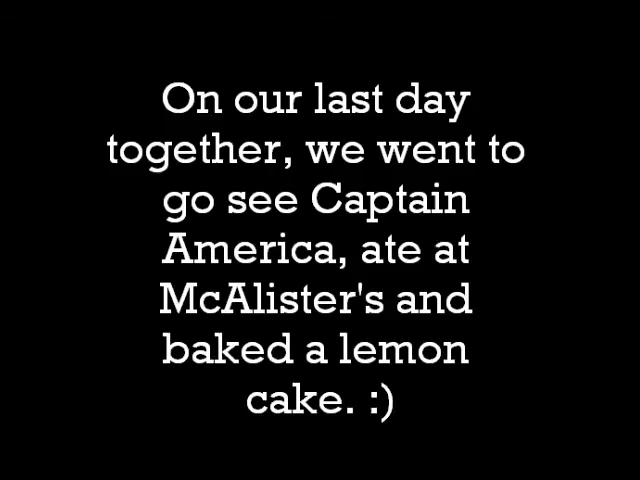 On our last day
together, we went to
go see Captain
America, ate at
McAlister's and
baked a lemon
cake. :)